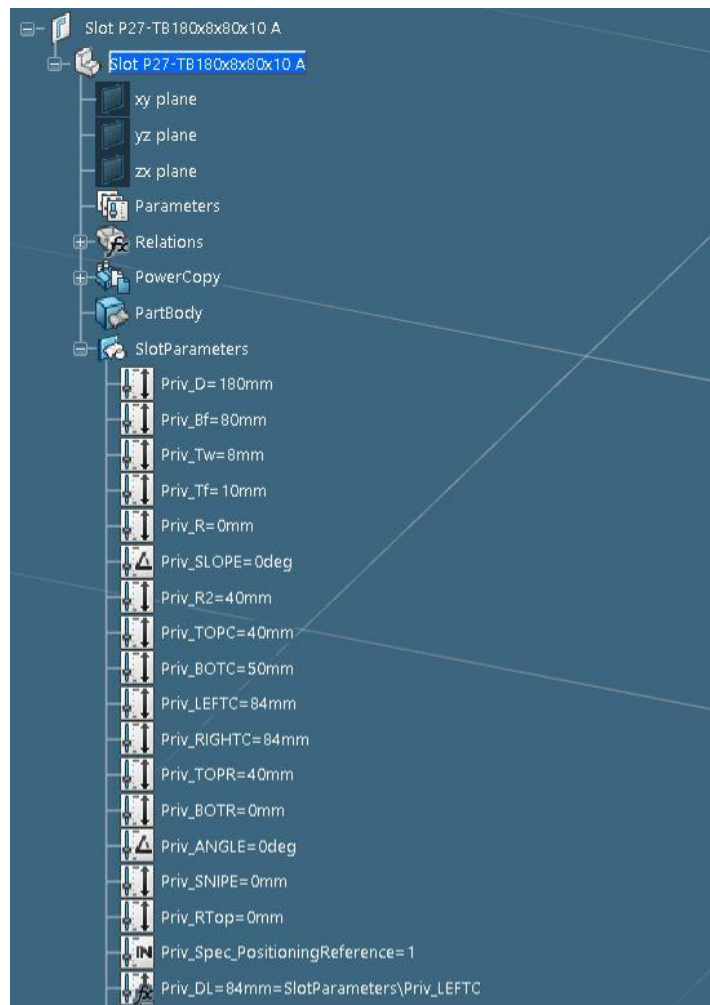 Slot P27-TB180x8x80x10 A
Slot P27-TB180x8x80x10 A
xy plane
yz plane
zx plane
Parameters
Relations
PowerCopy
PartBody
SlotParameters
Priv_D=180mm
Priv_Bf=80mm
Priv_Tw=8mm
Priv_Tf=10mm
Priv_R=0mm
Priv_SLOPE=0deg
Priv_R2=40mm
Priv_TOPC=40mm
Priv_BOTC=50mm
Priv_LEFTC=84mm
Priv_RIGHTC=84mm
Priv_TOPR=40mm
Priv_BOTR=0mm
Priv_ANGLE=0deg
Priv_SNIPE=0mm
Priv_RTop=0mm
Priv_Spec_PositioningReference=1
Priv_DL=84mm=SlotParameters\Priv_LEFTC